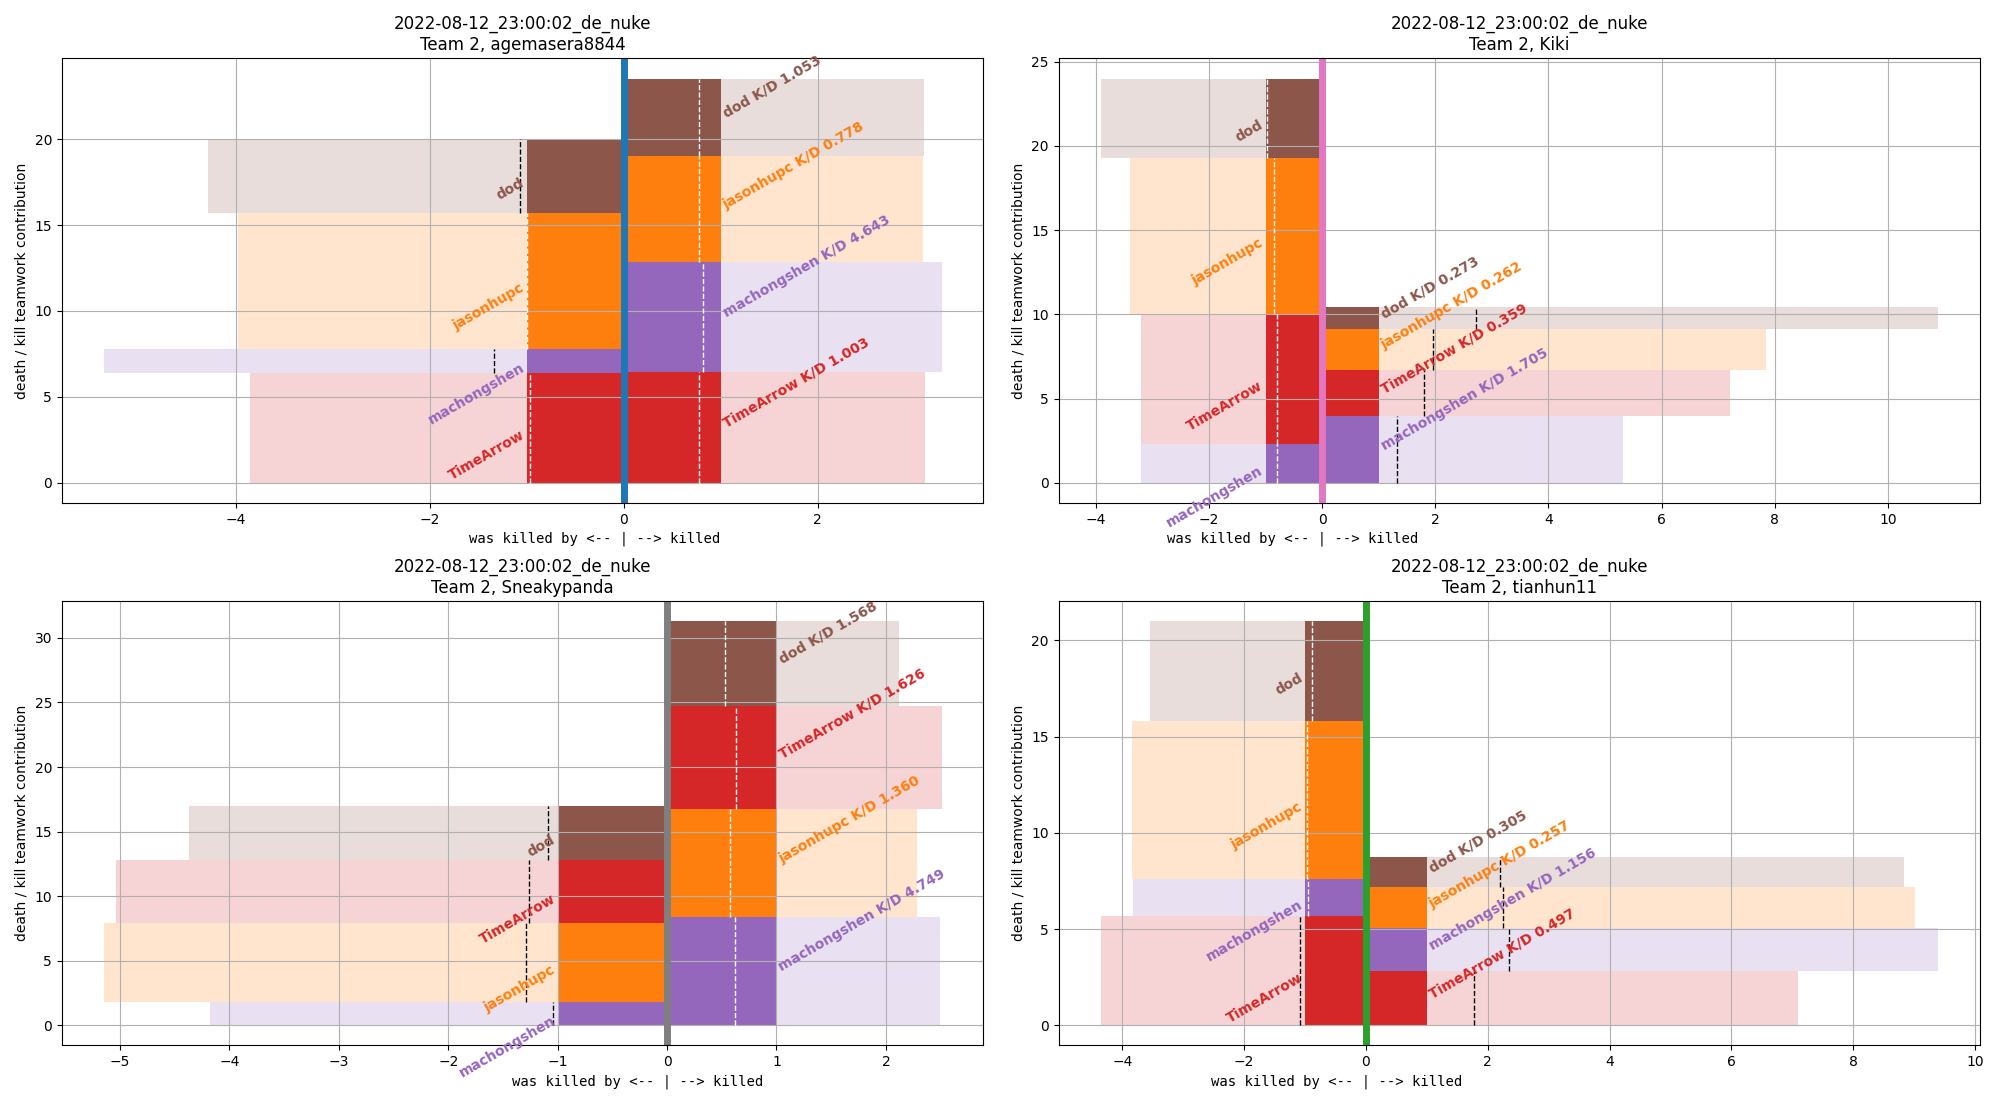 2022-08-12_23:00:02_de_nuke
Team 2, agemasera8844
death / kill teamwork contribution
20
15
10
5
0
dod
jasonhupc
machongshen
TimeArrow
dod K/D 1.053
jasonhupc K/D 0.778
machongshen K/D 4.643
TimeArrow K/D 1.003
−4
−2
0
2
was killed by <-- | --> killed
2022-08-12_23:00:02_de_nuke
Team 2, Kiki
death / kill teamwork contribution
25
20
15
10
5
0
dod
jasonhupc
TimeArrow
machongshen
dod K/D 0.273
jasonhupc K/D 0.262
TimeArrow K/D 0.359
machongshen K/D 1.705
−4
−2
0
2
4
6
8
10
was killed by <-- | --> killed
2022-08-12_23:00:02_de_nuke
Team 2, Sneakypanda
death / kill teamwork contribution
30
25
20
15
10
5
0
dod
TimeArrow
jasonhupc
machongshen
dod K/D 1.568
TimeArrow K/D 1.626
jasonhupc K/D 1.360
machongshen K/D 4.749
−5
−4
−3
−2
−1
0
1
2
was killed by <-- | --> killed
2022-08-12_23:00:02_de_nuke
Team 2, tianhun11
death / kill teamwork contribution
20
15
10
5
0
dod
jasonhupc
machongshen
TimeArrow
dod K/D 0.305
jasonhupc K/D 0.257
machongshen K/D 1.156
TimeArrow K/D 0.497
−4
−2
0
2
4
6
8
10
was killed by <-- | --> killed